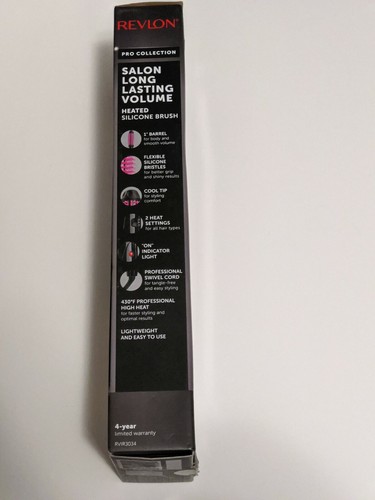 REVLON®
PRO COLLECTION
SALON
LONG
LASTING
VOLUME
HEATED
SILICONE BRUSH
1" BARREL
for body and
smooth volume
FLEXIBLE
SILICONE
BRISTLES
for better grip
and shiny results
COOL TIP
for styling
comfort
2 HEAT
SETTINGS
for all hair types
"ON"
INDICATOR
LIGHT
PROFESSIONAL
SWIVEL CORD
for tangle-free
and easy styling
430°F PROFESSIONAL
HIGH HEAT
for faster styling and
optimal results
LIGHTWEIGHT
AND EASY TO USE
4-year
limited warranty
RVIR3034